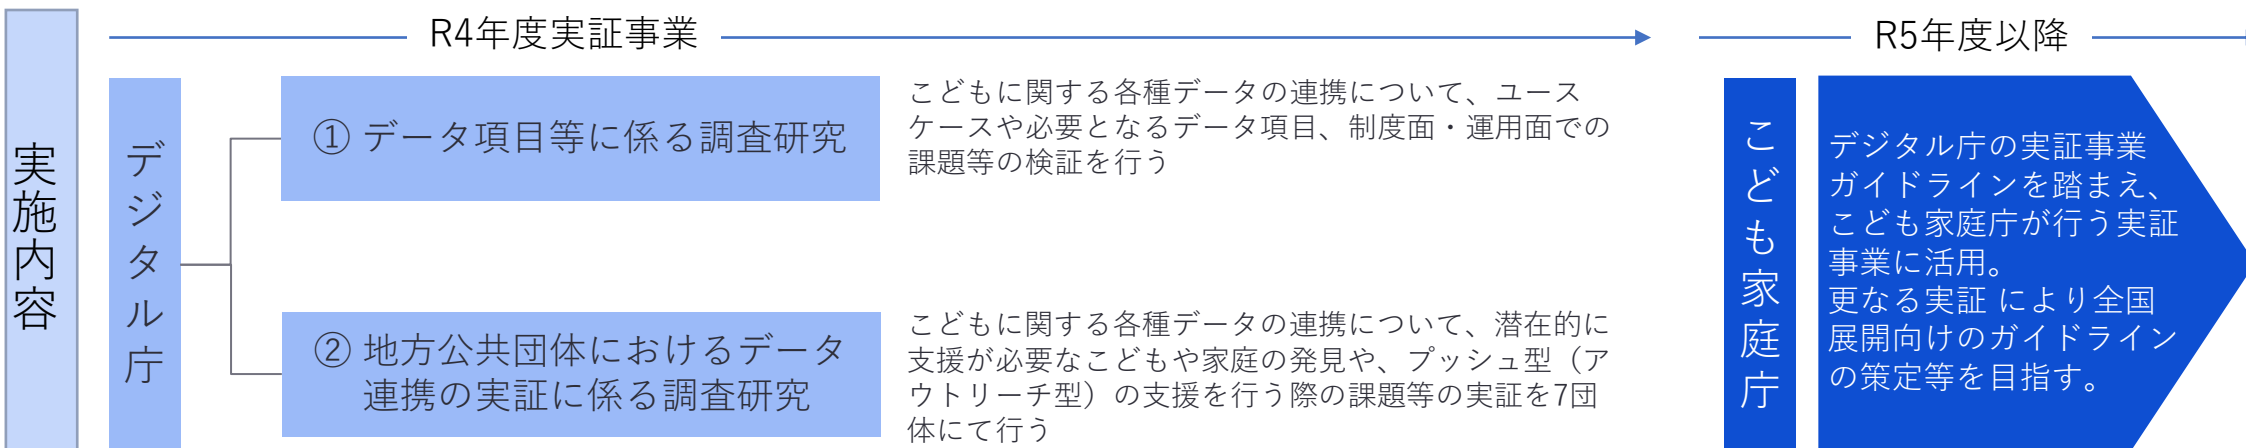 R4年度実証事業
R5年度以降
実施内容
デジタル庁
① データ項目等に係る調査研究
こどもに関する各種データの連携について、ユース
ケースや必要となるデータ項目、制度面・運用面での
課題等の検証を行う
② 地方公共団体におけるデータ
連携の実証に係る調査研究
こどもに関する各種データの連携について、潜在的に
支援が必要なこどもや家庭の発見や、プッシュ型（ア
ウトリーチ型）の支援を行う際の課題等の実証を7団
体にて行う
こども家庭庁
デジタル庁の実証事業
ガイドラインを踏まえ、
こども家庭庁が行う実証
事業に活用。
更なる実証 により全国
展開向けのガイドライン
の策定等を目指す。